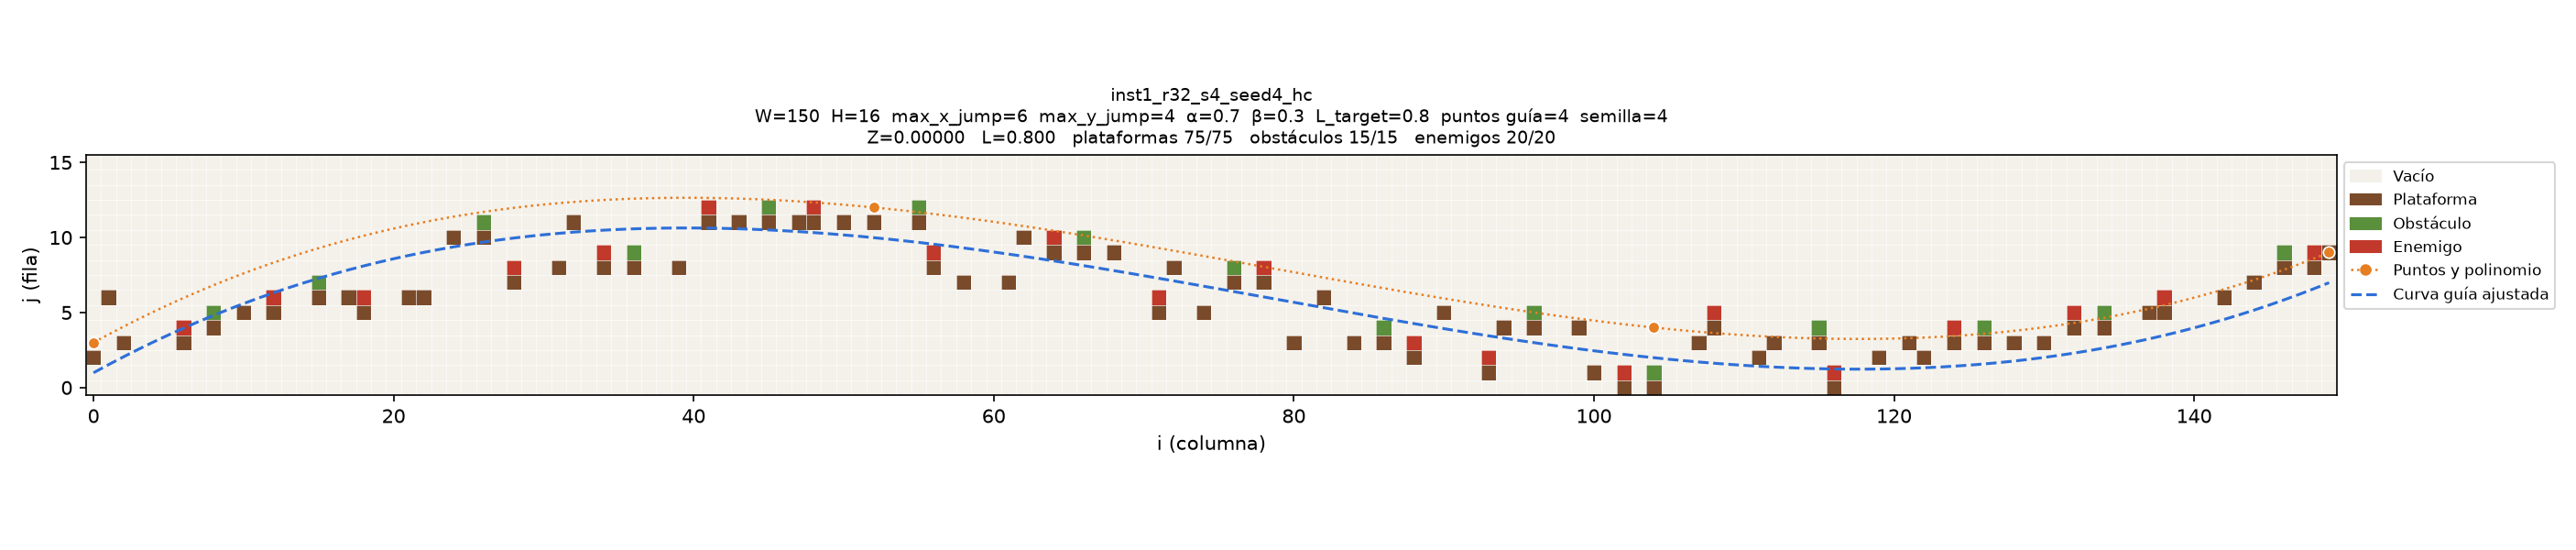 inst1_r32_s4_seed4_hc
W=150 H=16 max_x_jump=6 max_y_jump=4 α=0.7 β=0.3 L_target=0.8 puntos guía=4 semilla=4
Z=0.00000 L=0.800 plataformas 75/75 obstáculos 15/15 enemigos 20/20
15
10
5
0
j (fila)
0 20 40 60 80 100 120 140
i (columna)
Vacío
Plataforma
Obstáculo
Enemigo
Puntos y polinomio
Curva guía ajustada